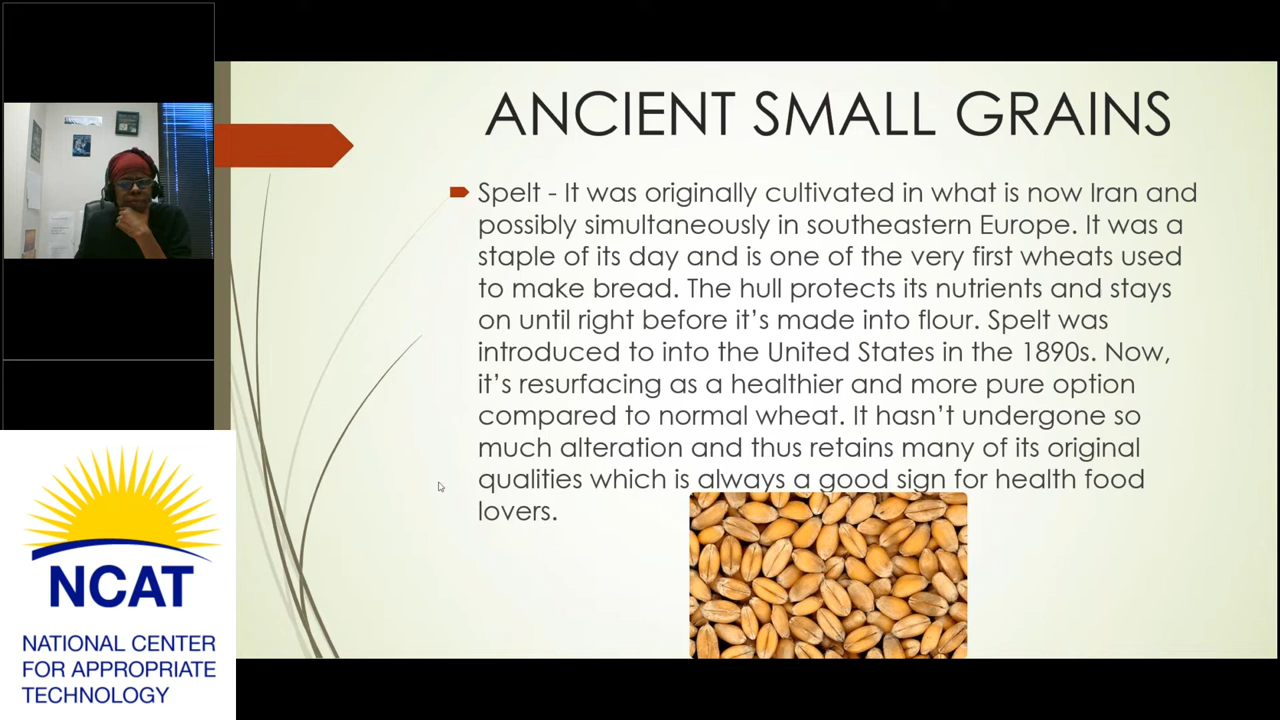 ANCIENT SMALL GRAINS
Spelt - It was originally cultivated in what is now Iran and
possibly simultaneously in southeastern Europe. It was a
staple of its day and is one of the very first wheats used
to make bread. The hull protects its nutrients and stays
on until right before it’s made into flour. Spelt was
introduced to into the United States in the 1890s. Now,
it’s resurfacing as a healthier and more pure option
compared to normal wheat. It hasn’t undergone so
much alteration and thus retains many of its original
qualities which is always a good sign for health food
lovers.
NCAT
NATIONAL CENTER
FOR APPROPRIATE
TECHNOLOGY